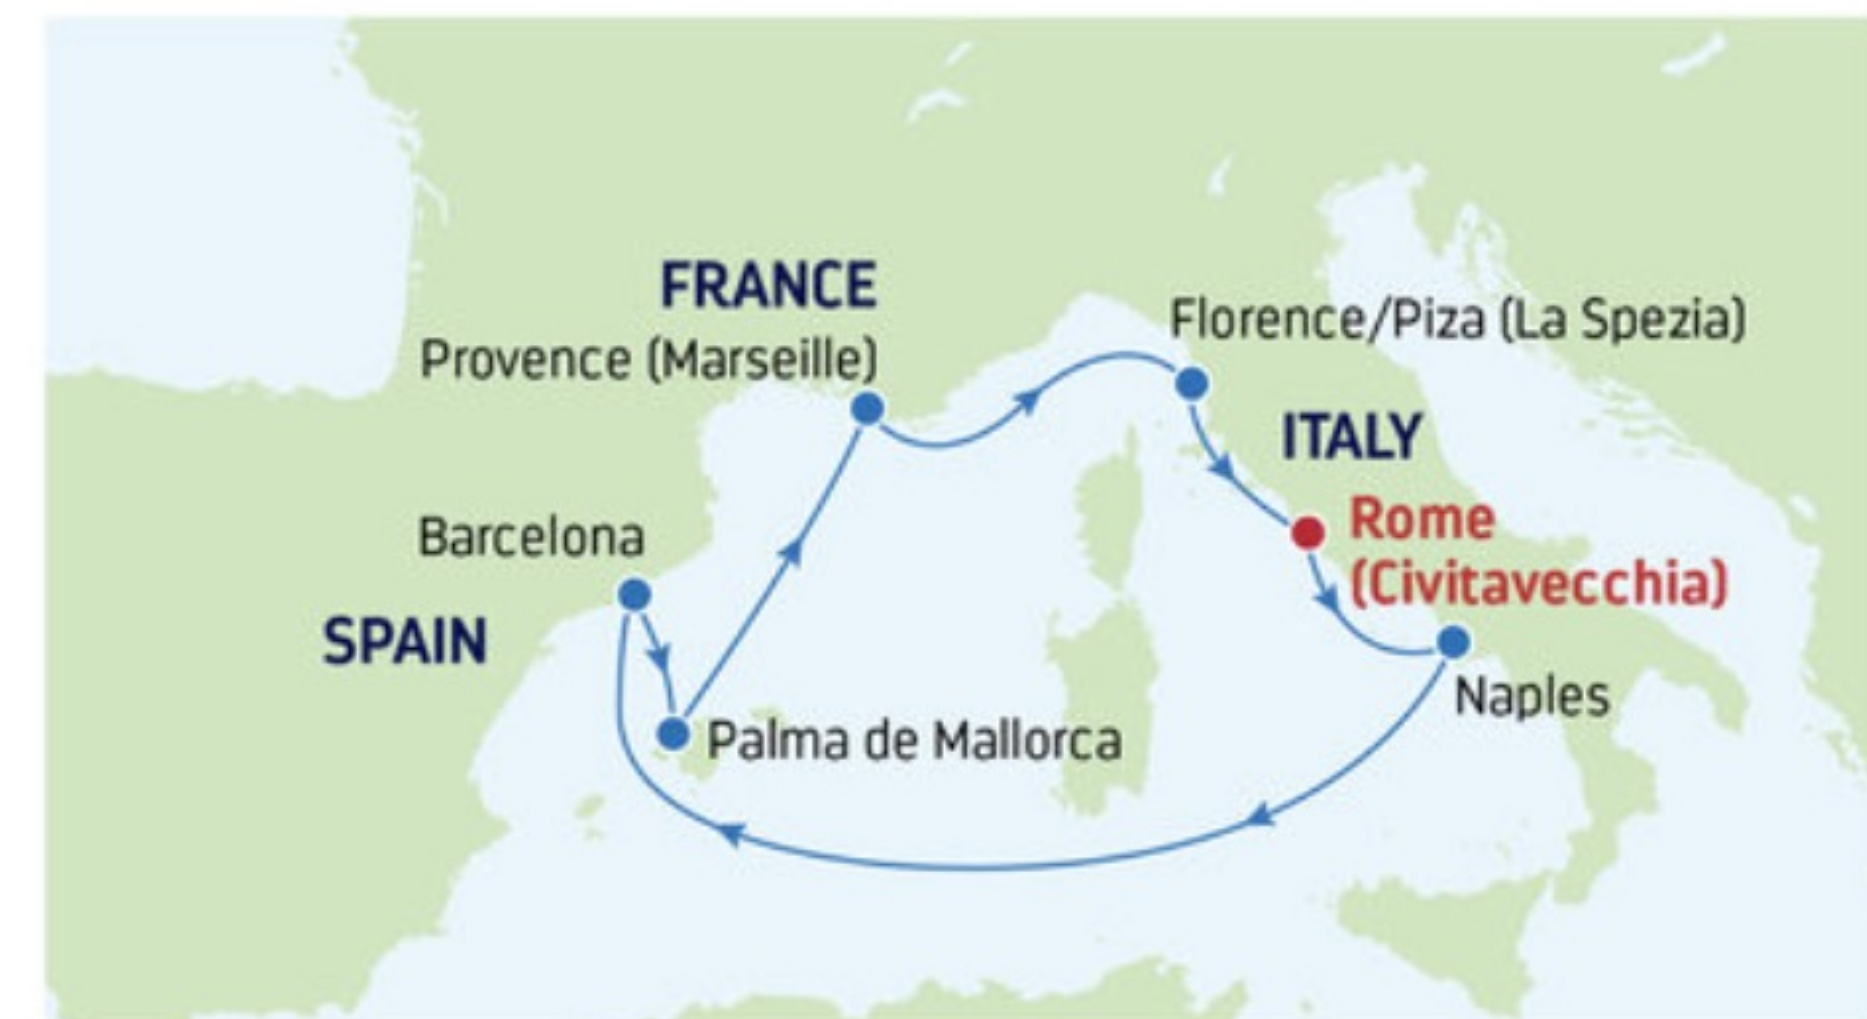 FRANCE
Provence (Marseille)
Florence/Piza (La Spezia)
ITALY
Rome
(Civitavecchia)
Barcelona
SPAIN
Naples
Palma de Mallorca